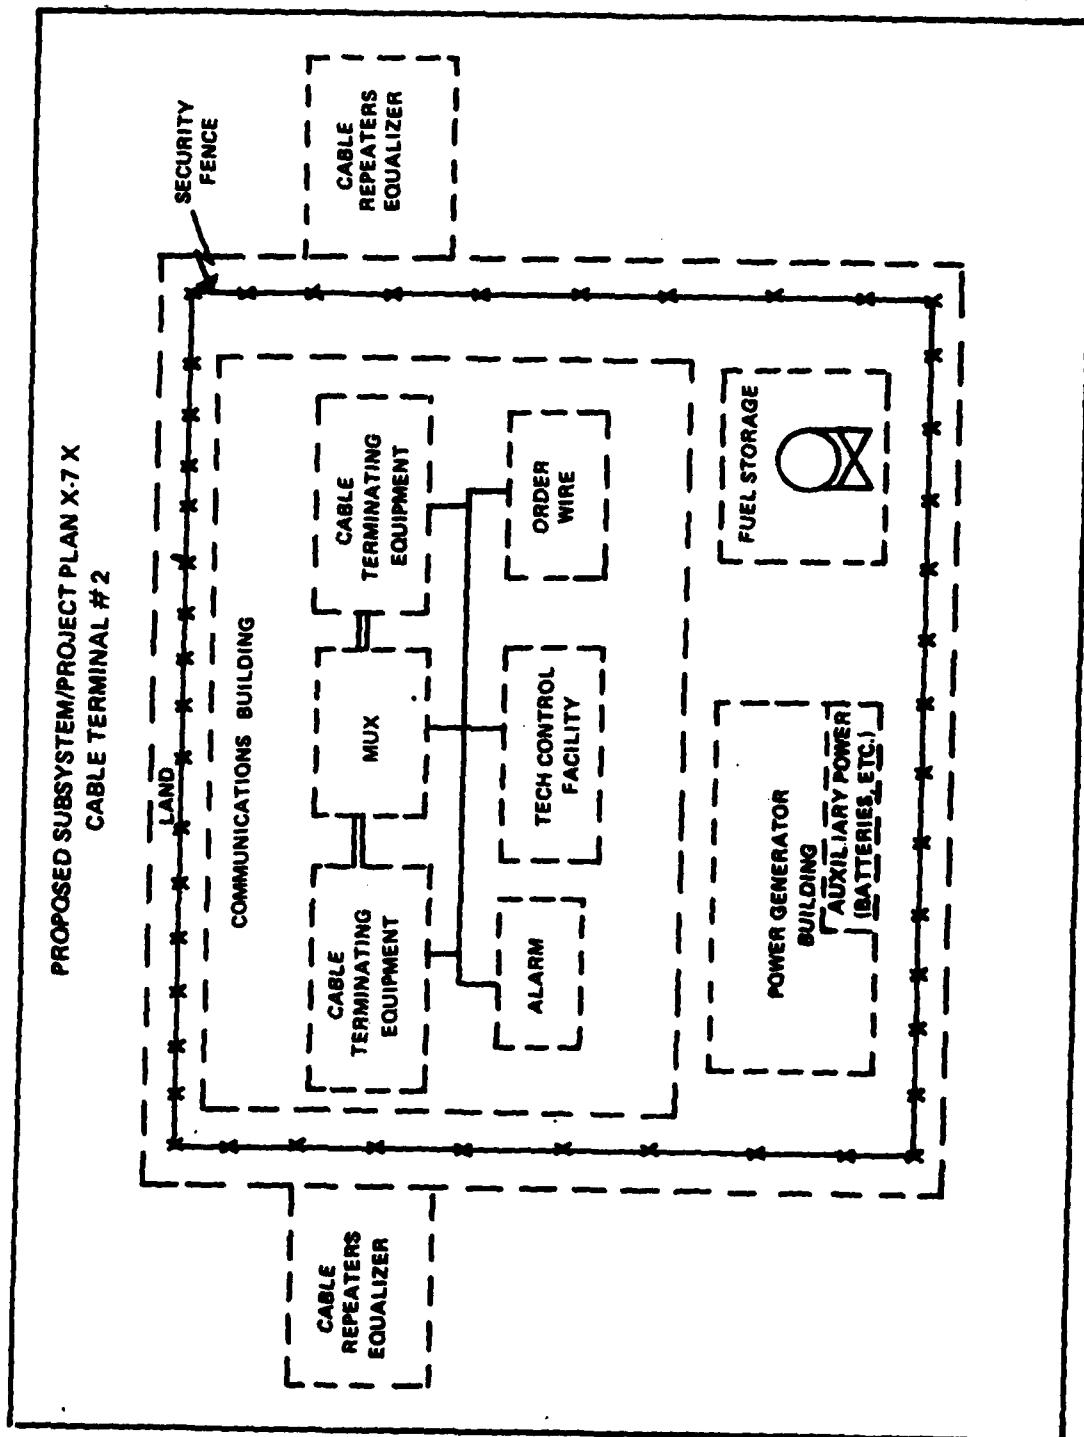 PROPOSED SUBSYSTEM/PROJECT PLAN X-7 X
CABLE TERMINAL #2
SECURITY
FENCE
LAND
COMMUNICATIONS BUILDING
CABLE
REPEATERS
EQUALIZER
CABLE
TERMINATING
EQUIPMENT
MUX
CABLE
TERMINATING
EQUIPMENT
CABLE
REPEATERS
EQUALIZER
ALARM
TECH CONTROL
FACILITY
ORDER
WIRE
POWER GENERATOR
BUILDING
AUXILIARY POWER
(BATTERIES, ETC.)
FUEL STORAGE